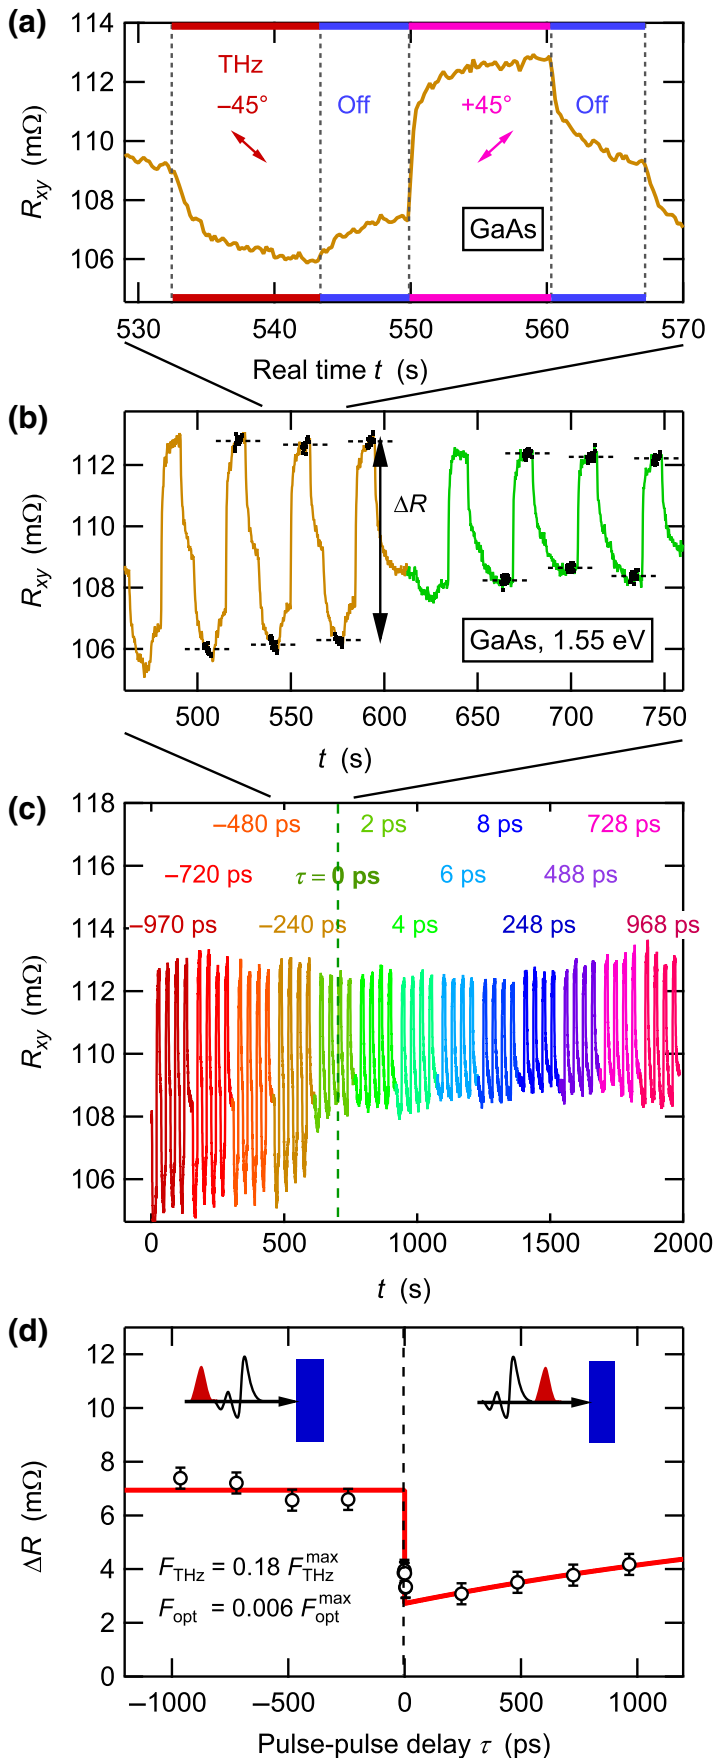 (a)
114
112
110
108
106
R_xy (mΩ)
THz
–45°
Off
+45°
Off
GaAs
530 540 550 560 570
Real time t (s)
(b)
112
110
108
106
R_xy (mΩ)
ΔR
GaAs, 1.55 eV
500 550 600 650 700 750
t (s)
(c)
118
116
114
112
110
108
106
R_xy (mΩ)
–480 ps 2 ps 8 ps 728 ps
–720 ps τ = 0 ps 6 ps 488 ps
–970 ps –240 ps 4 ps 248 ps 968 ps
0 500 1000 1500 2000
t (s)
(d)
12
10
8
6
4
2
0
ΔR (mΩ)
F_THz = 0.18 F_THz^max
F_opt = 0.006 F_opt^max
–1000 –500 0 500 1000
Pulse-pulse delay τ (ps)